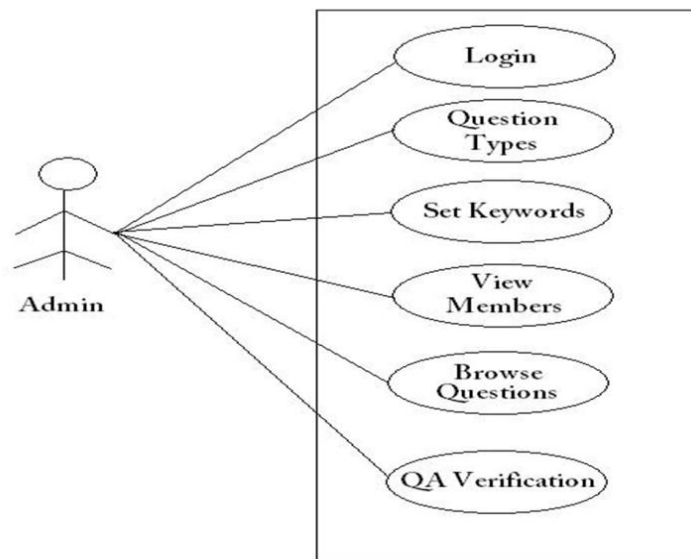 Login
Question
Types
Set Keywords
View
Members
Browse
Questions
QA Verification
Admin